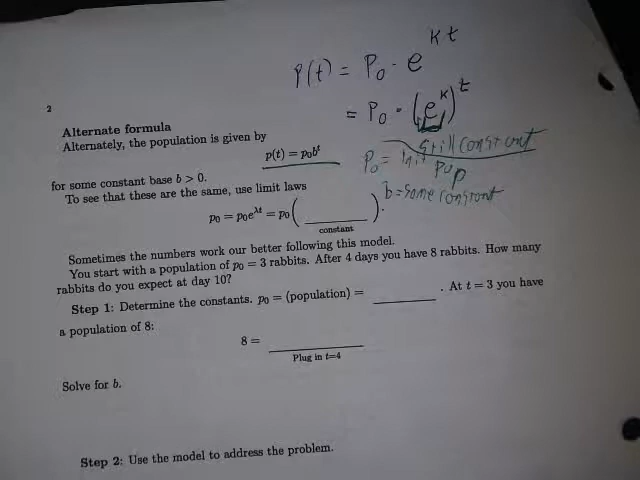 P(t) = P₀ · e^{kt}
= P₀ · (e^k)^t
still constant
P₀ = init pop
b = some constant
2
Alternate formula
Alternately, the population is given by
p(t) = p₀b^t
for some constant base b > 0.
To see that these are the same, use limit laws
p₀ = p₀e^{λt} = p₀( ________ )^.
constant
Sometimes the numbers work our better following this model.
You start with a population of p₀ = 3 rabbits. After 4 days you have 8 rabbits. How many
rabbits do you expect at day 10?
Step 1: Determine the constants. p₀ = (population) = ________ . At t = 3 you have
a population of 8:
8 = ________
Plug in t=4
Solve for b.
Step 2: Use the model to address the problem.